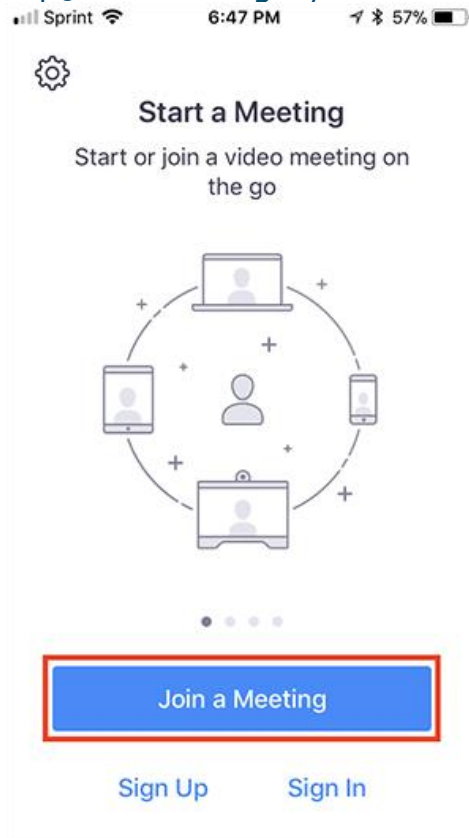 Sprint 6:47 PM 57%
Start a Meeting
Start or join a video meeting on
the go
Join a Meeting
Sign Up Sign In